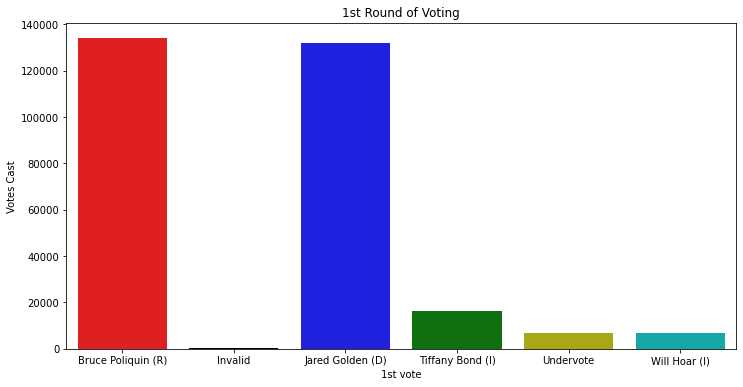 1st Round of Voting
Votes Cast
140000
120000
100000
80000
60000
40000
20000
0
Bruce Poliquin (R) Invalid Jared Golden (D) Tiffany Bond (I) Undervote Will Hoar (I)
1st vote